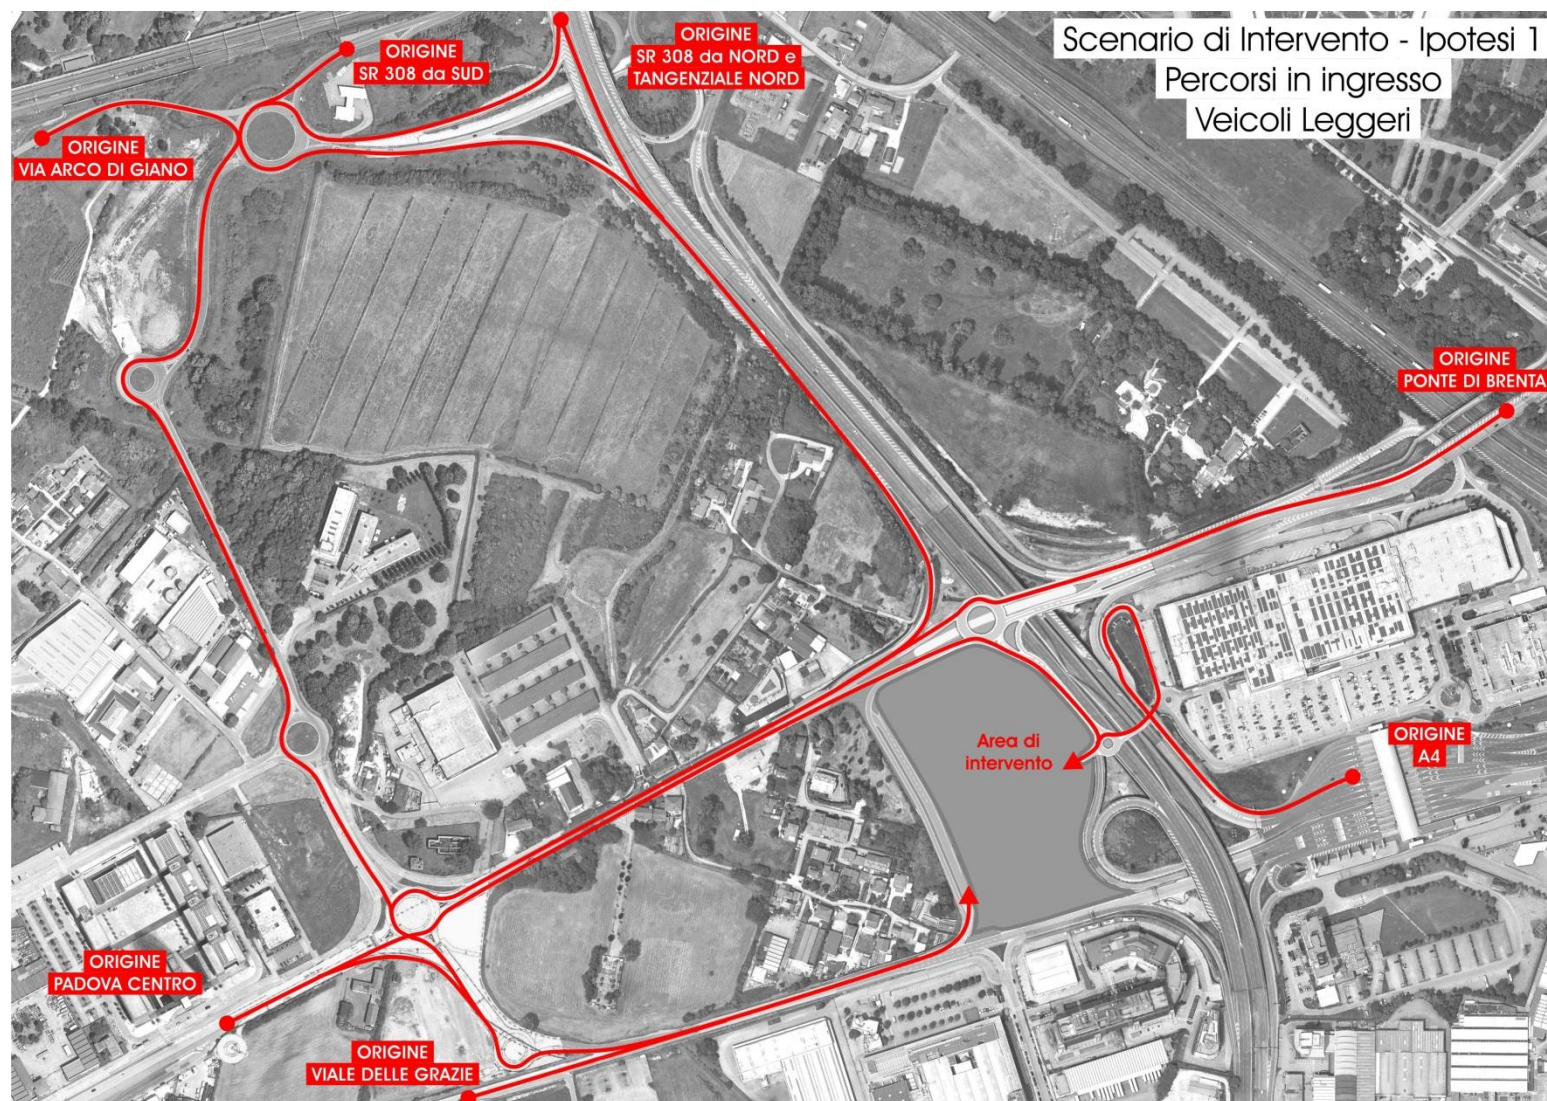 Scenario di Intervento - Ipotesi 1
Percorsi in ingresso
Veicoli Leggeri
ORIGINE
SR 308 da SUD
ORIGINE
SR 308 da NORD e
TANGENZIALE NORD
ORIGINE
VIA ARCO DI GIANO
ORIGINE
PONTE DI BRENTA
ORIGINE
A4
Area di
intervento
ORIGINE
PADOVA CENTRO
ORIGINE
VIALE DELLE GRAZIE